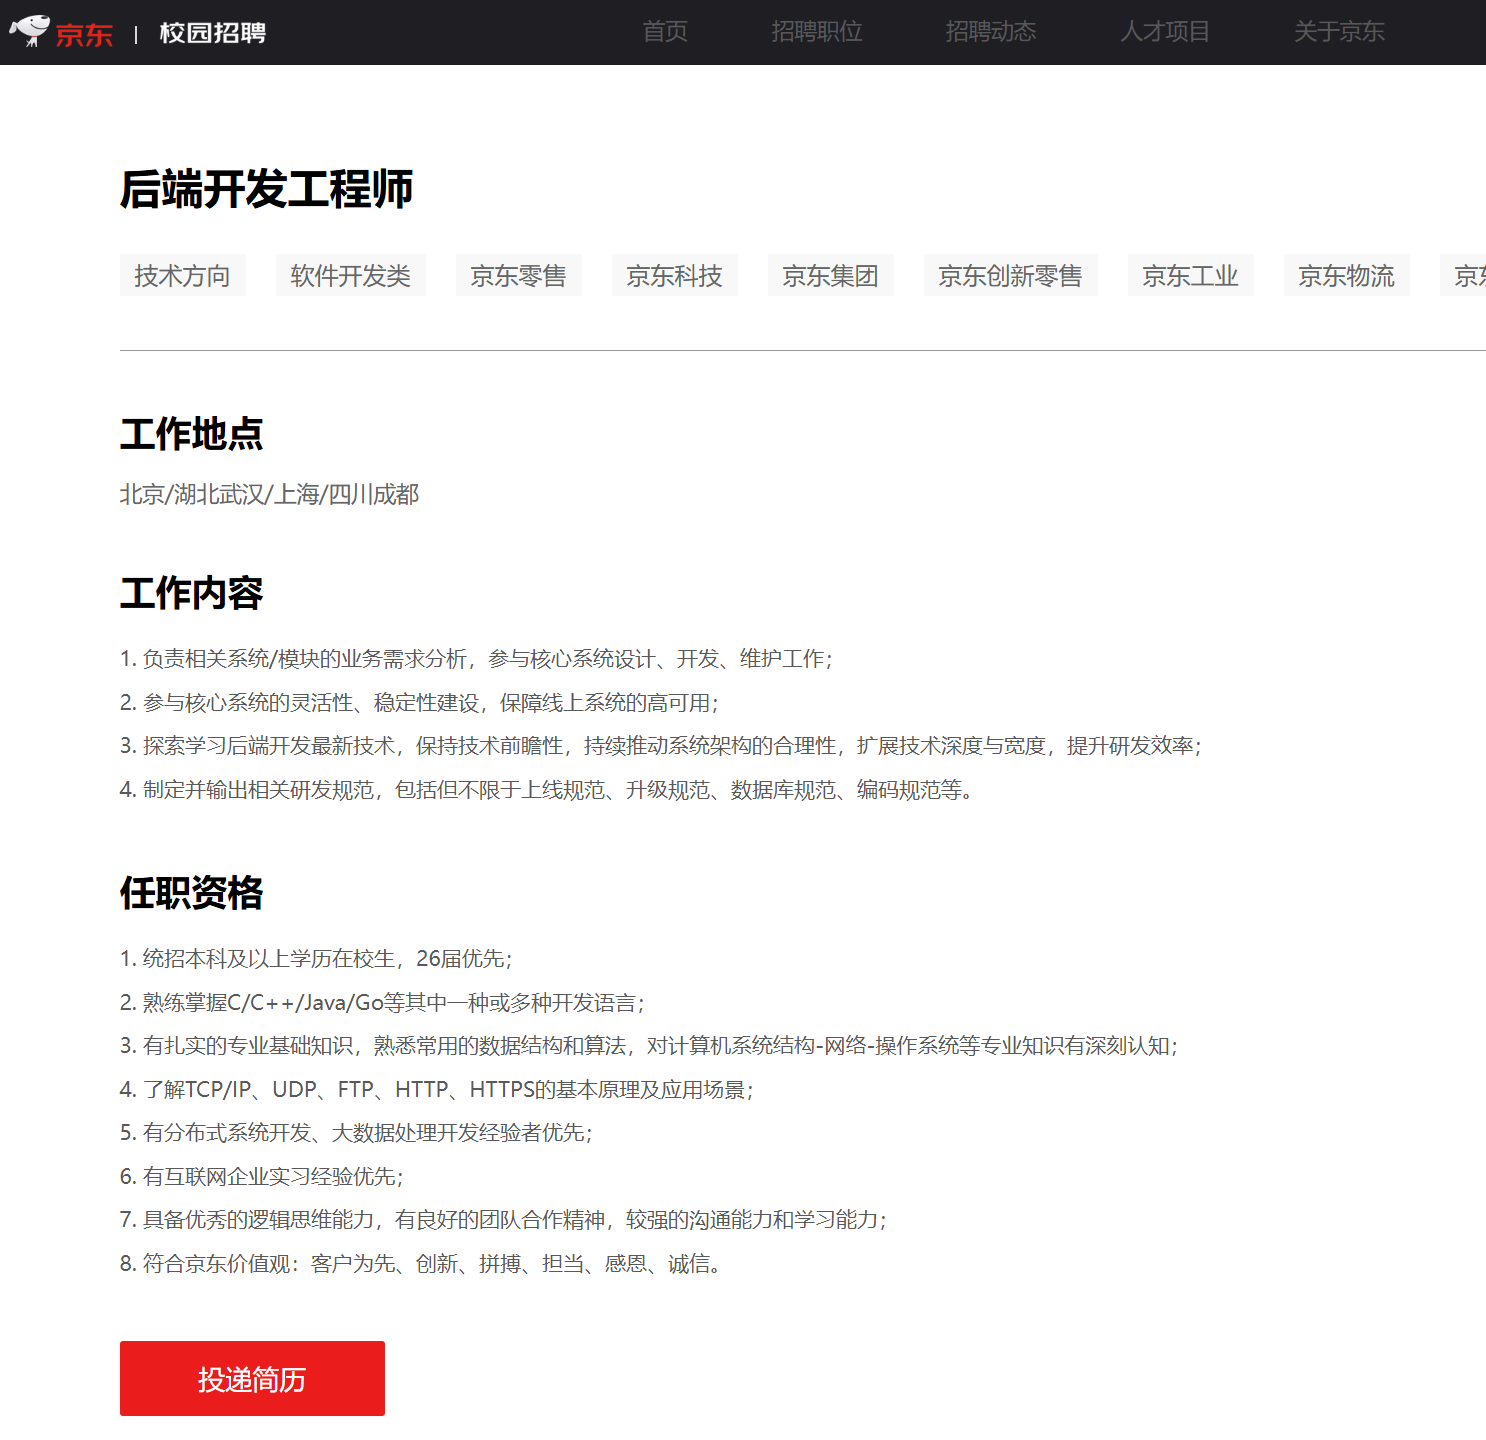 京东 | 校园招聘 首页 招聘职位 招聘动态 人才项目 关于京东
后端开发工程师
技术方向 软件开发类 京东零售 京东科技 京东集团 京东创新零售 京东工业 京东物流 京
工作地点
北京/湖北武汉/上海/四川成都
工作内容
1. 负责相关系统/模块的业务需求分析，参与核心系统设计、开发、维护工作；
2. 参与核心系统的灵活性、稳定性建设，保障线上系统的高可用；
3. 探索学习后端开发最新技术，保持技术前瞻性，持续推动系统架构的合理性，扩展技术深度与宽度，提升研发效率；
4. 制定并输出相关研发规范，包括但不限于上线规范、升级规范、数据库规范、编码规范等。
任职资格
1. 统招本科及以上学历在校生，26届优先；
2. 熟练掌握C/C++/Java/Go等其中一种或多种开发语言；
3. 有扎实的专业基础知识，熟悉常用的数据结构和算法，对计算机系统结构-网络-操作系统等专业知识有深刻认知；
4. 了解TCP/IP、UDP、FTP、HTTP、HTTPS的基本原理及应用场景；
5. 有分布式系统开发、大数据处理开发经验者优先；
6. 有互联网企业实习经验优先；
7. 具备优秀的逻辑思维能力，有良好的团队合作精神，较强的沟通能力和学习能力；
8. 符合京东价值观：客户为先、创新、拼搏、担当、感恩、诚信。
投递简历